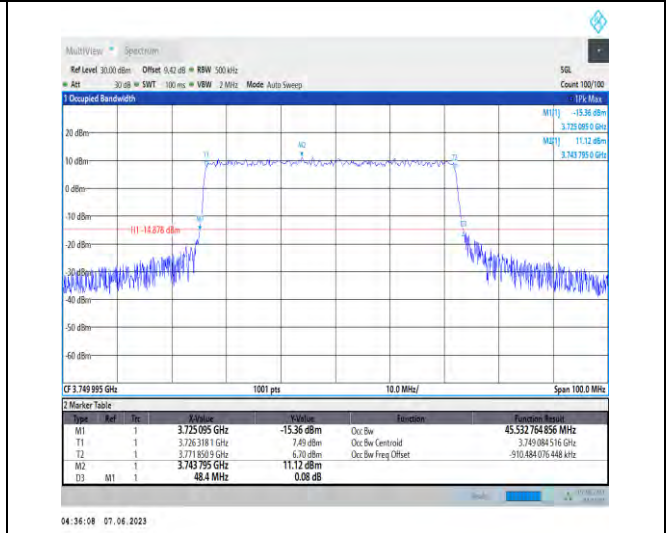 MultiView Spectrum
Ref Level 30.00 dBm Offset 9.42 dB RBW 500 kHz SGL
Att 30 dB SWT 100 ms VBW 2 MHz Mode Auto Sweep Count 100/100
1 Occupied Bandwidth 1Pk Max
M1[1] -15.36 dBm
3.725 095 0 GHz
M2[1] 11.12 dBm
3.743 795 0 GHz
20 dBm
M2
T1
T2
10 dBm
0 dBm
-10 dBm
M1
D3
H1 -14.878 dBm
-30 dBm
-40 dBm
-50 dBm
-60 dBm
CF 3.749 995 GHz 1001 pts 10.0 MHz/ Span 100.0 MHz
2 Marker Table
Type Ref Trc X-Value Y-Value Function Function Result
M1 1 3.725 095 GHz -15.36 dBm Occ Bw 45.532 764 856 MHz
T1 1 3.726 318 1 GHz 7.49 dBm Occ Bw Centroid 3.749 084 516 GHz
T2 1 3.771 850 9 GHz 6.70 dBm Occ Bw Freq Offset -910.484 076 448 kHz
M2 1 3.743 795 GHz 11.12 dBm
D3 M1 1 48.4 MHz 0.08 dB
04:36:08 07.06.2023